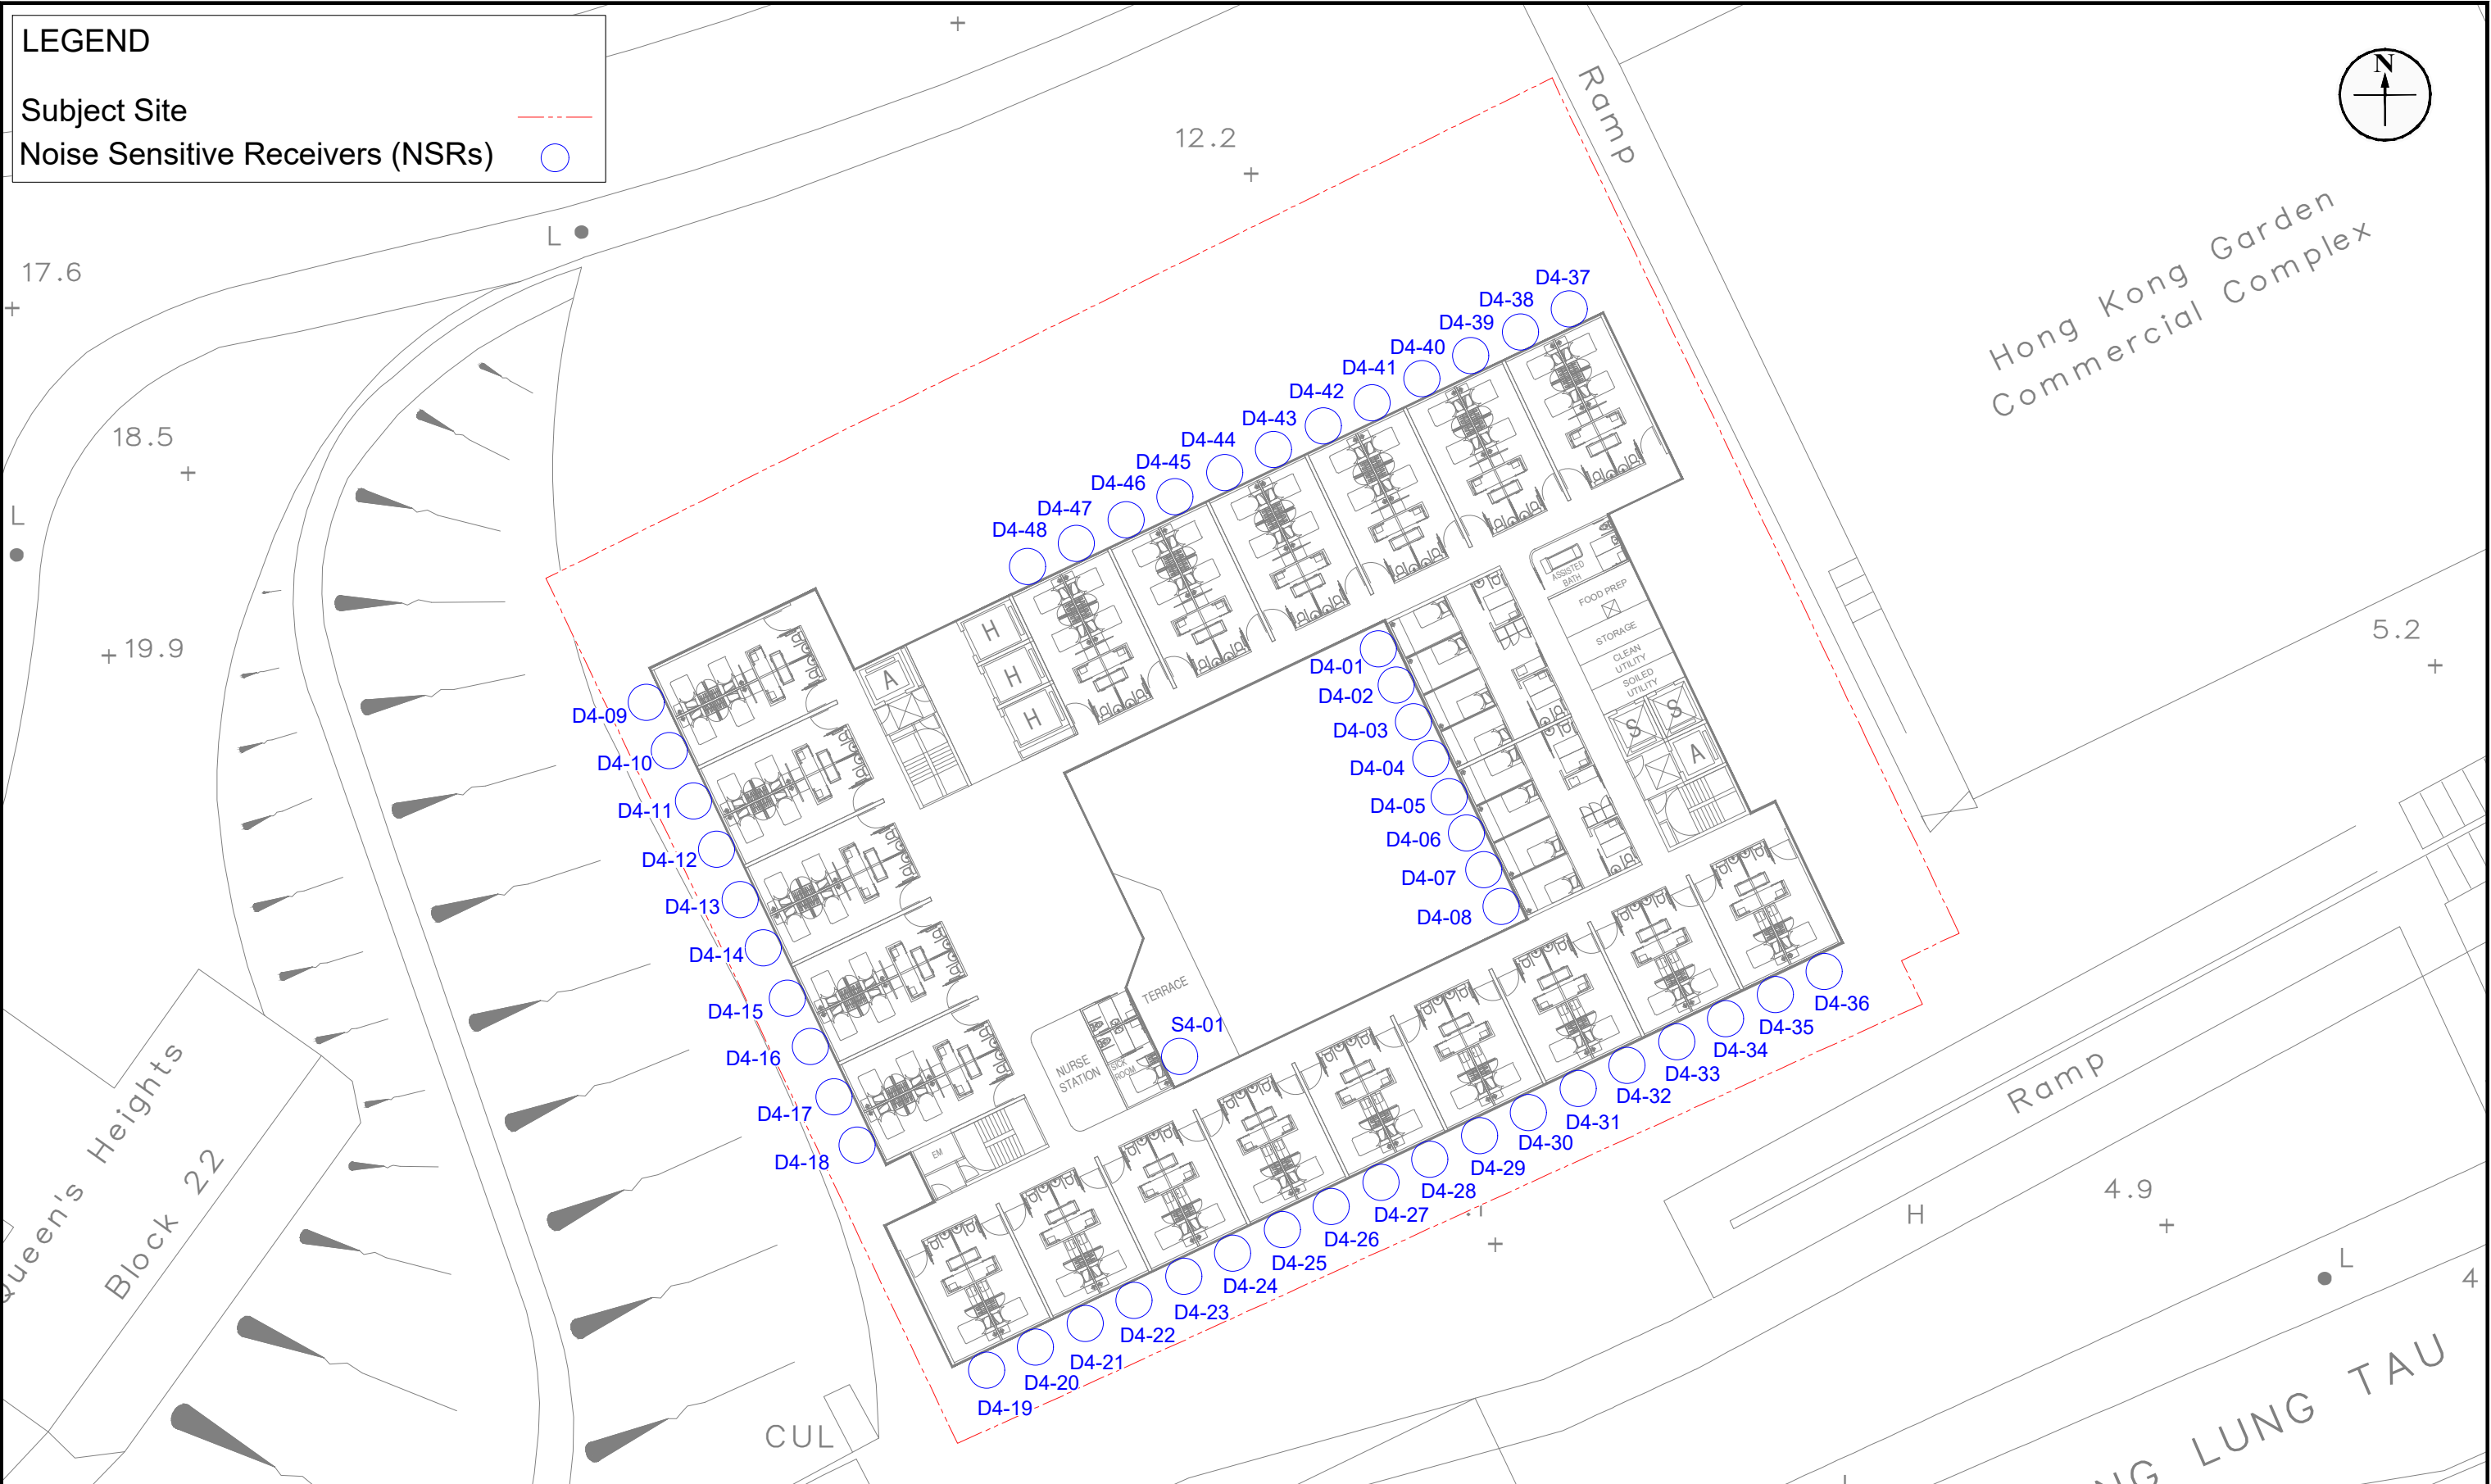 LEGEND
Subject Site
Noise Sensitive Receivers (NSRs)
N
Ramp
12.2
Hong Kong Garden
Commercial Complex
L
17.6
18.5
L
19.9
5.2
D4-37
D4-38
D4-39
D4-40
D4-41
D4-42
D4-43
D4-44
D4-45
D4-46
D4-47
D4-48
H
H
H
A
ASSISTED
BATH
FOOD PREP
STORAGE
CLEAN
UTILITY
SOILED
UTILITY
S
S
A
D4-01
D4-02
D4-03
D4-04
D4-05
D4-06
D4-07
D4-08
D4-09
D4-10
D4-11
D4-12
D4-13
D4-14
D4-15
D4-16
D4-17
D4-18
TERRACE
S4-01
NURSE
STATION
SICK
ROOM
EM
D4-36
D4-35
D4-34
D4-33
D4-32
D4-31
D4-30
D4-29
D4-28
D4-27
D4-26
D4-25
D4-24
D4-23
D4-22
D4-21
D4-20
D4-19
Queen's Heights
Block 22
Ramp
H
4.9
L
4
CUL
NG LUNG TAU